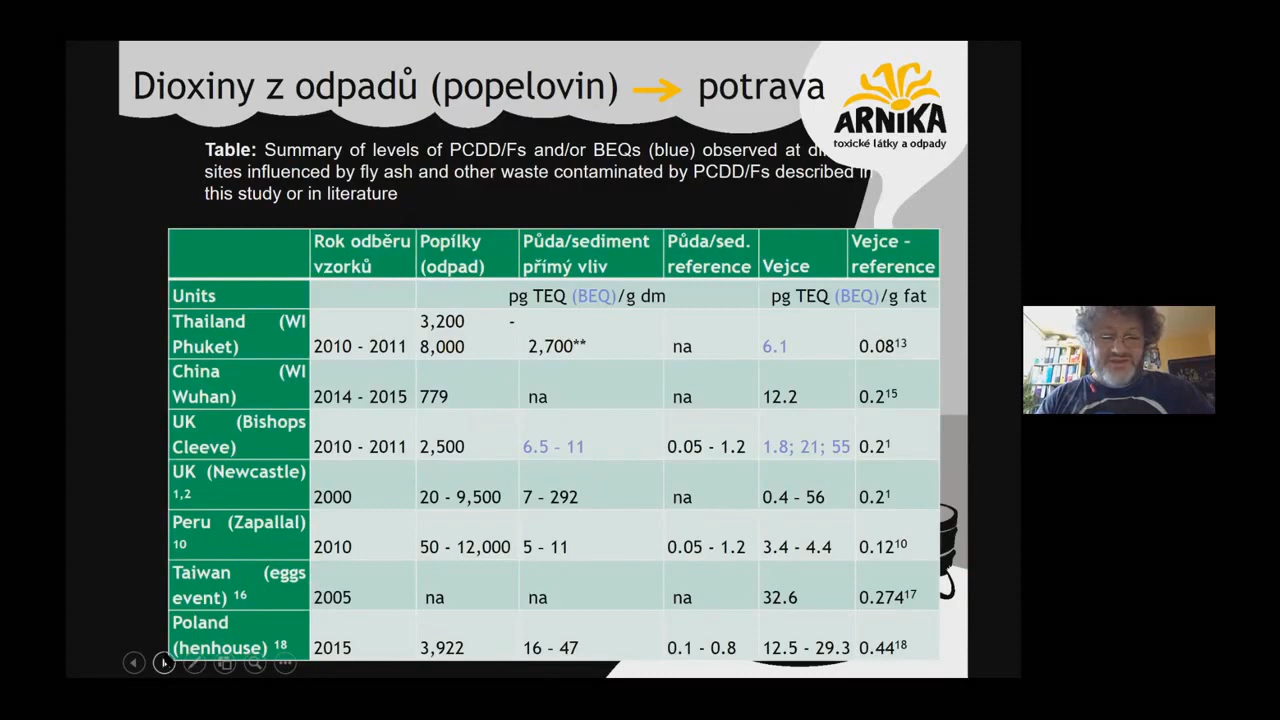 Dioxiny z odpadů (popelovin) → potrava
ARNIKA
toxické látky a odpady
Table: Summary of levels of PCDD/Fs and/or BEQs (blue) observed at
sites influenced by fly ash and other waste contaminated by PCDD/Fs described in
this study or in literature
Rok odběru vzorků Popílky (odpad) Půda/sediment přímý vliv Půda/sed. reference Vejce Vejce – reference
Units pg TEQ (BEQ)/g dm pg TEQ (BEQ)/g fat
Thailand (WI Phuket) 2010 - 2011 3,200 - 8,000 2,700** na 6.1 0.08¹³
China (WI Wuhan) 2014 - 2015 779 na na 12.2 0.2¹⁵
UK (Bishops Cleeve) 2010 - 2011 2,500 6.5 – 11 0.05 - 1.2 1.8; 21; 55 0.2¹
UK (Newcastle) ¹,² 2000 20 - 9,500 7 – 292 na 0.4 – 56 0.2¹
Peru (Zapallal) ¹⁰ 2010 50 - 12,000 5 – 11 0.05 - 1.2 3.4 - 4.4 0.12¹⁰
Taiwan (eggs event) ¹⁶ 2005 na na na 32.6 0.274¹⁷
Poland (henhouse) ¹⁸ 2015 3,922 16 – 47 0.1 - 0.8 12.5 - 29.3 0.44¹⁸